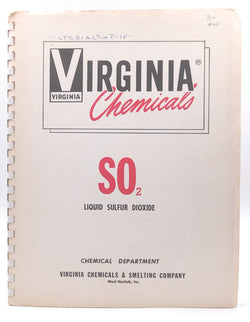 VIRGINIA®
VIRGINIA
Chemicals
SO2
LIQUID SULFUR DIOXIDE
CHEMICAL DEPARTMENT
VIRGINIA CHEMICALS & SMELTING COMPANY
West Norfolk, Va.